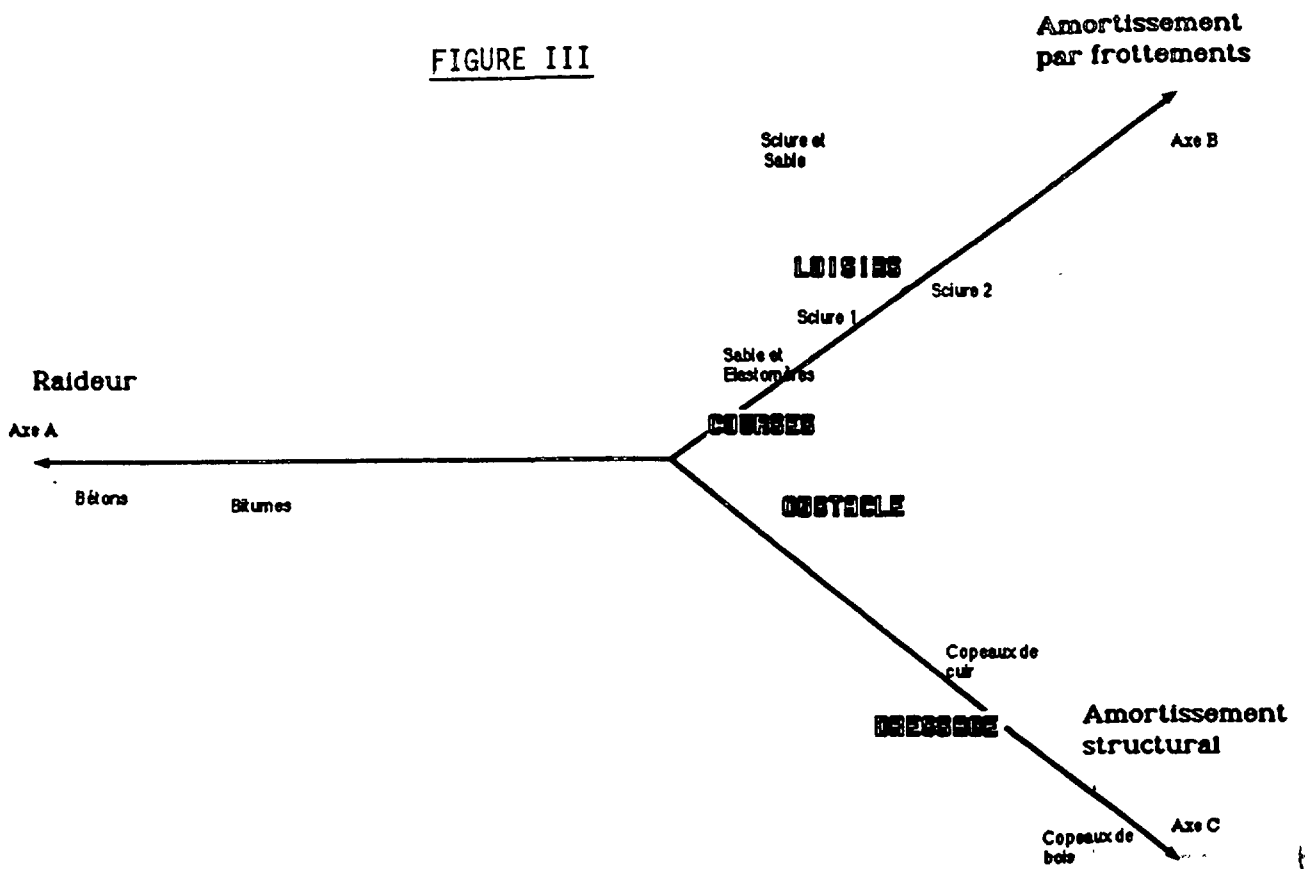 FIGURE III
Amortissement
par frottements
Sciure et
Sable
Axe B
LOISIRS
Sciure 2
Sciure 1
Sable et
Elastomères
Raideur
COURSES
Axe A
Bétons
Bitumes
OBSTACLE
Copeaux de
cuir
DRESSAGE
Amortissement
structural
Axe C
Copeaux de
bois